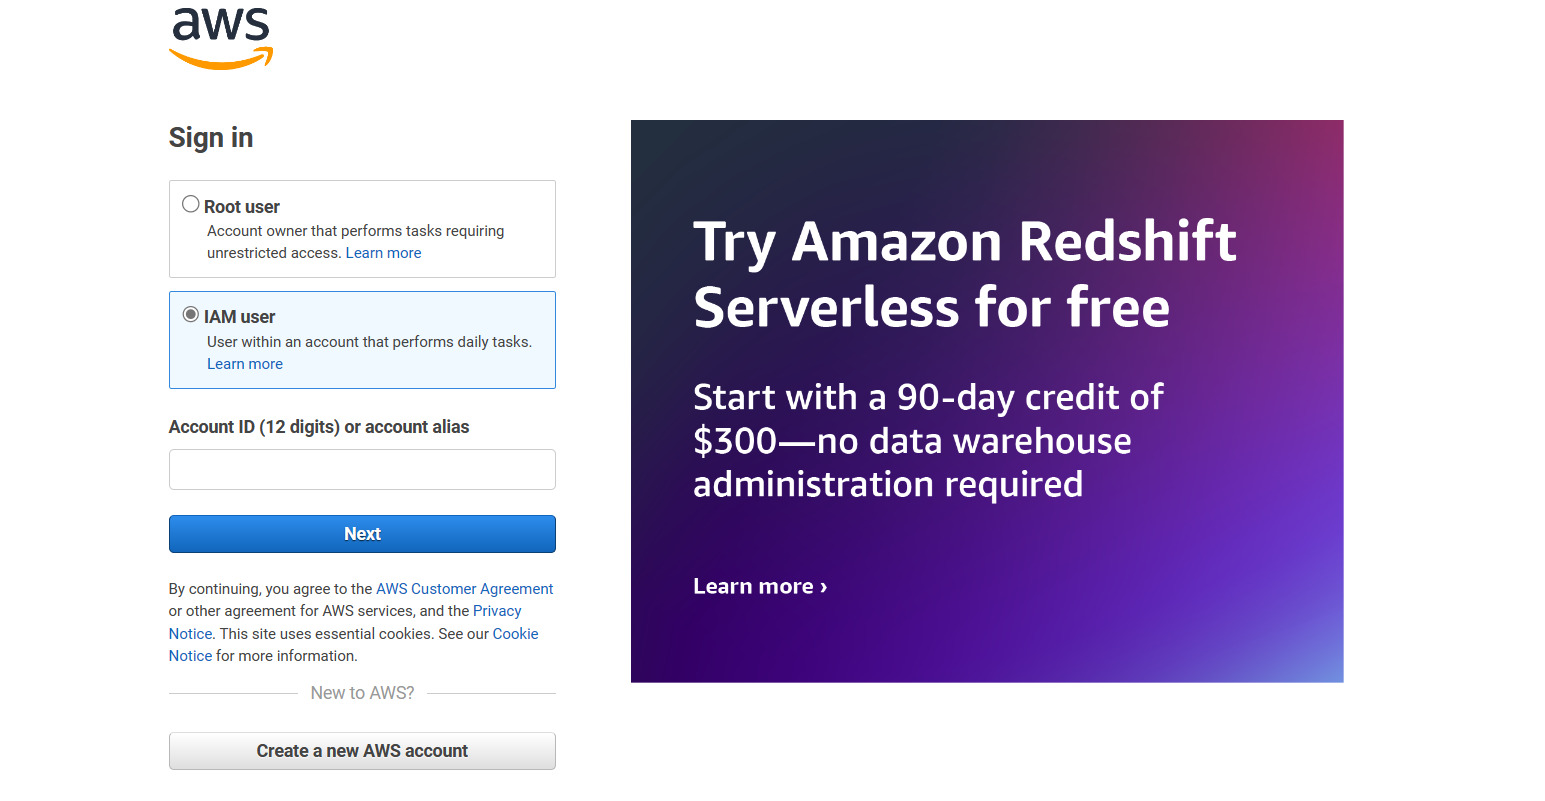 aws
Sign in
Root user
Account owner that performs tasks requiring
unrestricted access. Learn more
IAM user
User within an account that performs daily tasks.
Learn more
Account ID (12 digits) or account alias
Next
By continuing, you agree to the AWS Customer Agreement
or other agreement for AWS services, and the Privacy
Notice. This site uses essential cookies. See our Cookie
Notice for more information.
New to AWS?
Create a new AWS account
Try Amazon Redshift
Serverless for free
Start with a 90-day credit of
$300—no data warehouse
administration required
Learn more ›